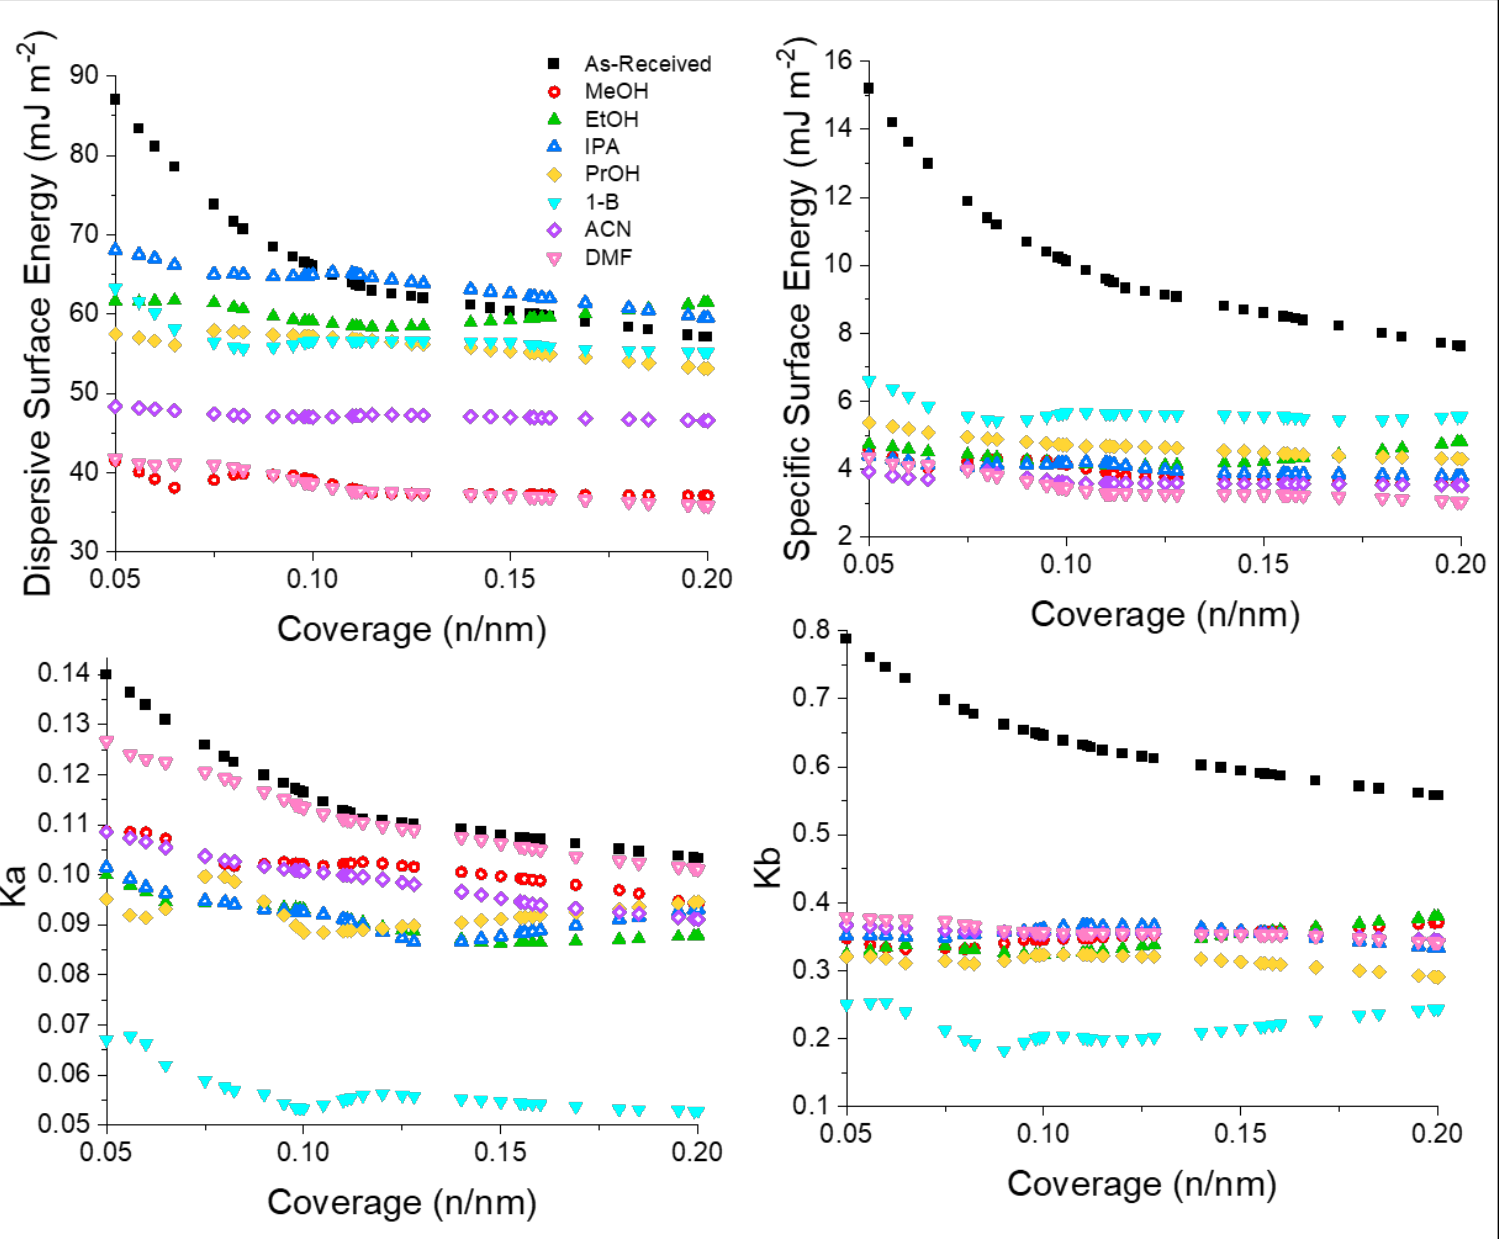 Dispersive Surface Energy (mJ m-2)
90
80
70
60
50
40
30
0.05 0.10 0.15 0.20
Coverage (n/nm)
As-Received
MeOH
EtOH
IPA
PrOH
1-B
ACN
DMF
Specific Surface Energy (mJ m-2)
16
14
12
10
8
6
4
2
0.05 0.10 0.15 0.20
Coverage (n/nm)
Ka
0.14
0.13
0.12
0.11
0.10
0.09
0.08
0.07
0.06
0.05
0.05 0.10 0.15 0.20
Coverage (n/nm)
Kb
0.8
0.7
0.6
0.5
0.4
0.3
0.2
0.1
0.05 0.10 0.15 0.20
Coverage (n/nm)